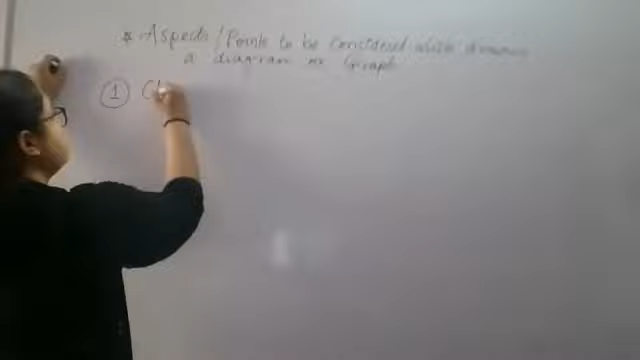 * Aspects / Points to be Considered while drawing
a diagram or Graph
① Ch